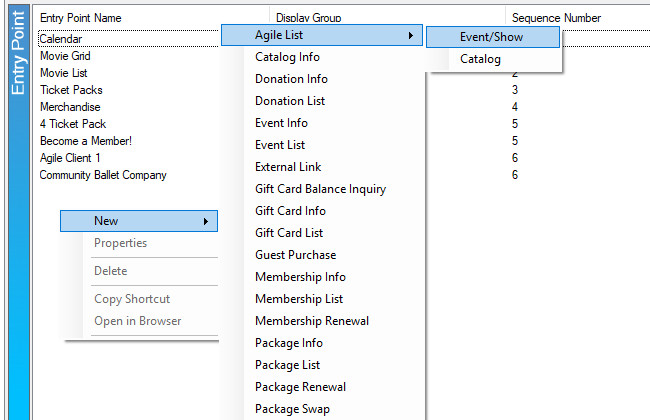 Entry Point
Entry Point Name Display Group Sequence Number
Calendar
Movie Grid
Movie List 2
Ticket Packs 3
Merchandise 4
4 Ticket Pack 5
Become a Member! 5
Agile Client 1 6
Community Ballet Company 6
New
Properties
Delete
Copy Shortcut
Open in Browser
Agile List
Catalog Info
Donation Info
Donation List
Event Info
Event List
External Link
Gift Card Balance Inquiry
Gift Card Info
Gift Card List
Guest Purchase
Membership Info
Membership List
Membership Renewal
Package Info
Package List
Package Renewal
Package Swap
Event/Show
Catalog